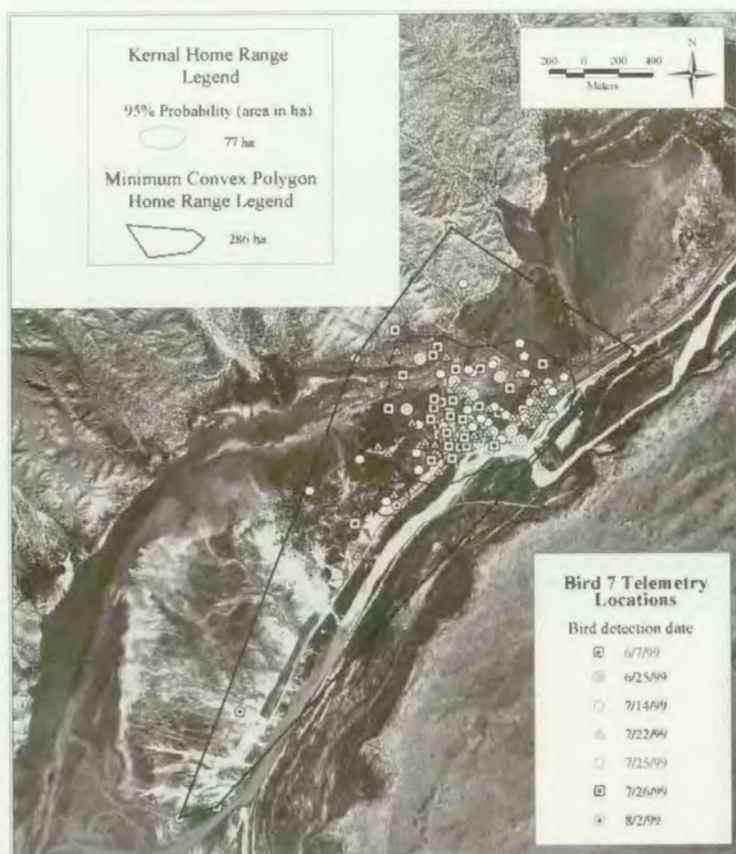 Kernal Home Range
Legend
95% Probability (area in ha)
77 ha
Minimum Convex Polygon
Home Range Legend
286 ha
N
200 0 200 400
Meters
Bird 7 Telemetry
Locations
Bird detection date
6/7/99
6/25/99
7/14/99
7/22/99
7/25/99
7/26/99
8/2/99